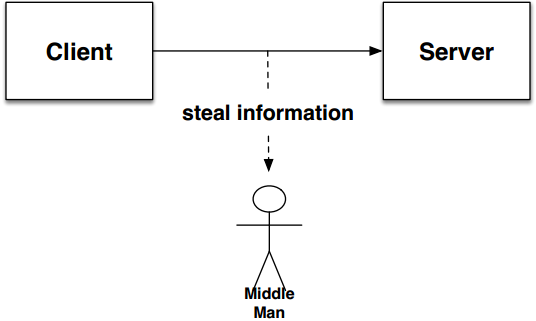 Client
Server
steal information
Middle
Man